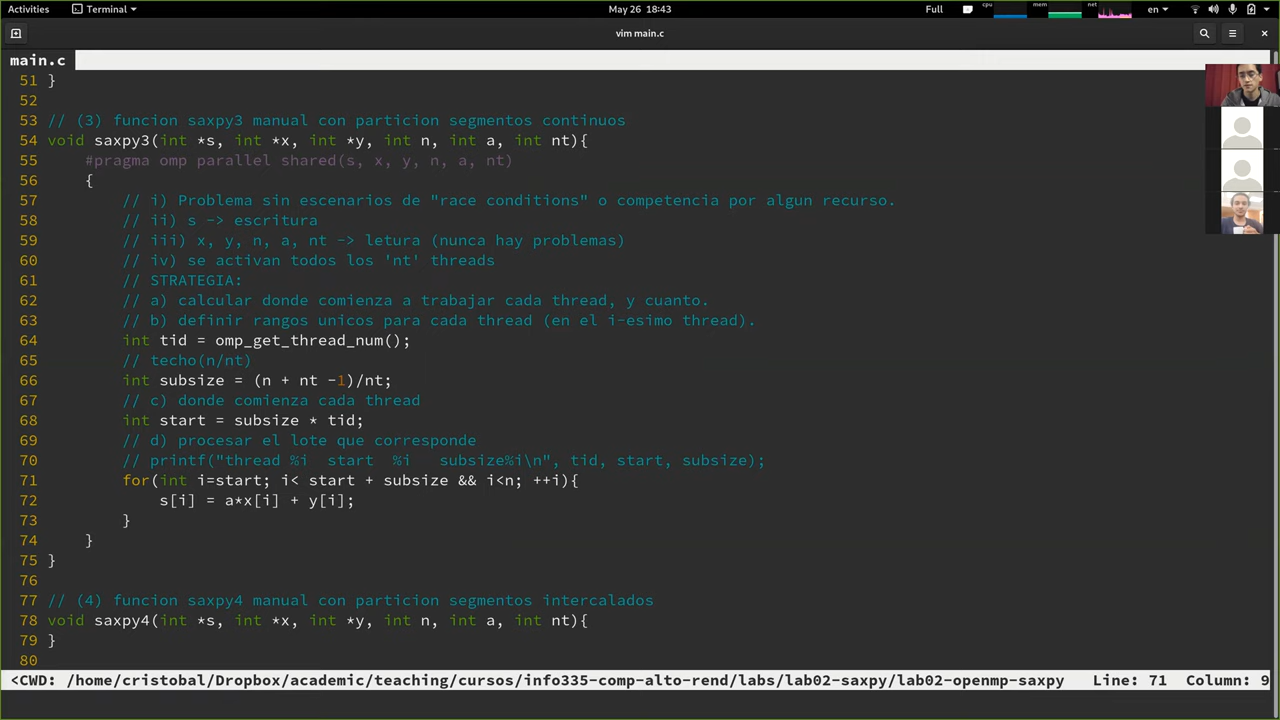 Activities Terminal May 26 18:43 Full cpu mem net en
vim main.c
main.c
51 }
52
53 // (3) funcion saxpy3 manual con particion segmentos continuos
54 void saxpy3(int *s, int *x, int *y, int n, int a, int nt){
55 #pragma omp parallel shared(s, x, y, n, a, nt)
56 {
57 // i) Problema sin escenarios de "race conditions" o competencia por algun recurso.
58 // ii) s -> escritura
59 // iii) x, y, n, a, nt -> letura (nunca hay problemas)
60 // iv) se activan todos los 'nt' threads
61 // STRATEGIA:
62 // a) calcular donde comienza a trabajar cada thread, y cuanto.
63 // b) definir rangos unicos para cada thread (en el i-esimo thread).
64 int tid = omp_get_thread_num();
65 // techo(n/nt)
66 int subsize = (n + nt -1)/nt;
67 // c) donde comienza cada thread
68 int start = subsize * tid;
69 // d) procesar el lote que corresponde
70 // printf("thread %i  start  %i   subsize%i\n", tid, start, subsize);
71 for(int i=start; i< start + subsize && i<n; ++i){
72 s[i] = a*x[i] + y[i];
73 }
74 }
75 }
76
77 // (4) funcion saxpy4 manual con particion segmentos intercalados
78 void saxpy4(int *s, int *x, int *y, int n, int a, int nt){
79 }
80
<CWD: /home/cristobal/Dropbox/academic/teaching/cursos/info335-comp-alto-rend/labs/lab02-saxpy/lab02-openmp-saxpy Line: 71 Column: 9